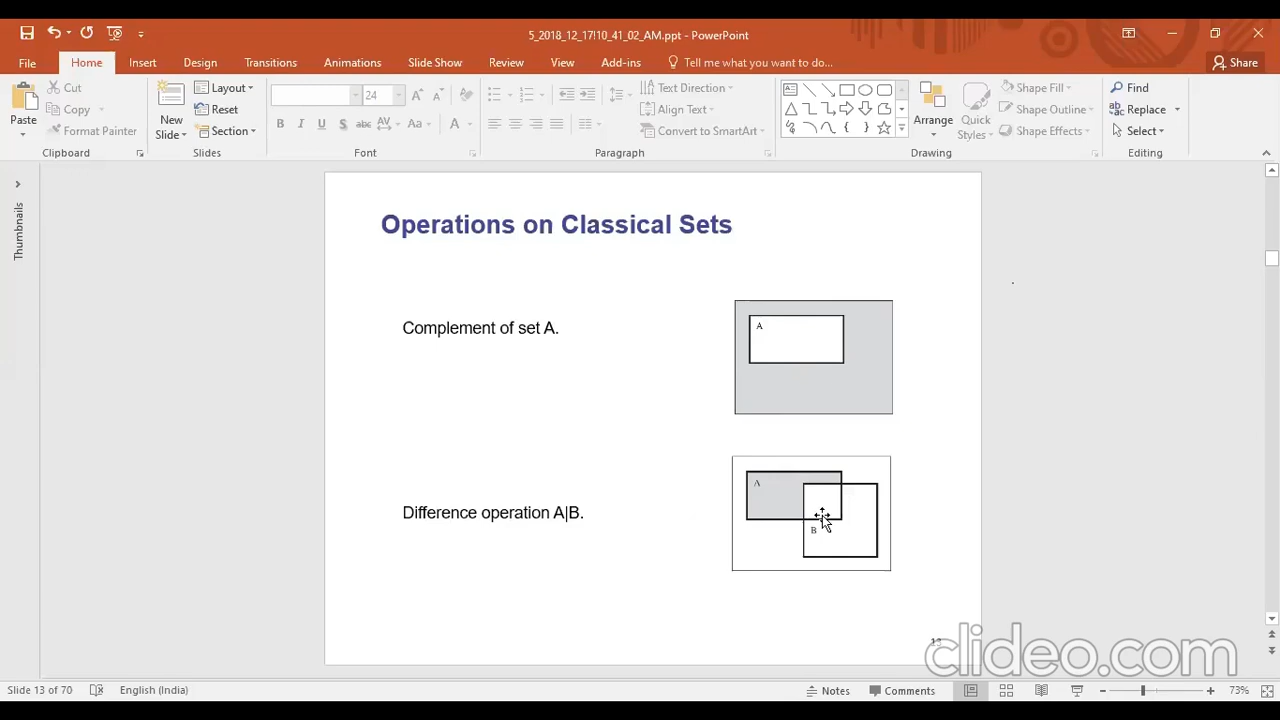 5_2018_12_17!10_41_02_AM.ppt - PowerPoint
File Home Insert Design Transitions Animations Slide Show Review View Add-ins Tell me what you want to do... Share
Cut Layout 24 Text Direction Shape Fill Find
Paste Copy New Slide Reset Align Text Arrange Quick Styles Shape Outline Replace
Format Painter Section B I U S abc AV Aa A Convert to SmartArt Shape Effects Select
Clipboard Slides Font Paragraph Drawing Editing
Thumbnails
Operations on Classical Sets
Complement of set A.
A
Difference operation A|B.
A
B
13
clideo.com
Slide 13 of 70 English (India) Notes Comments 73%